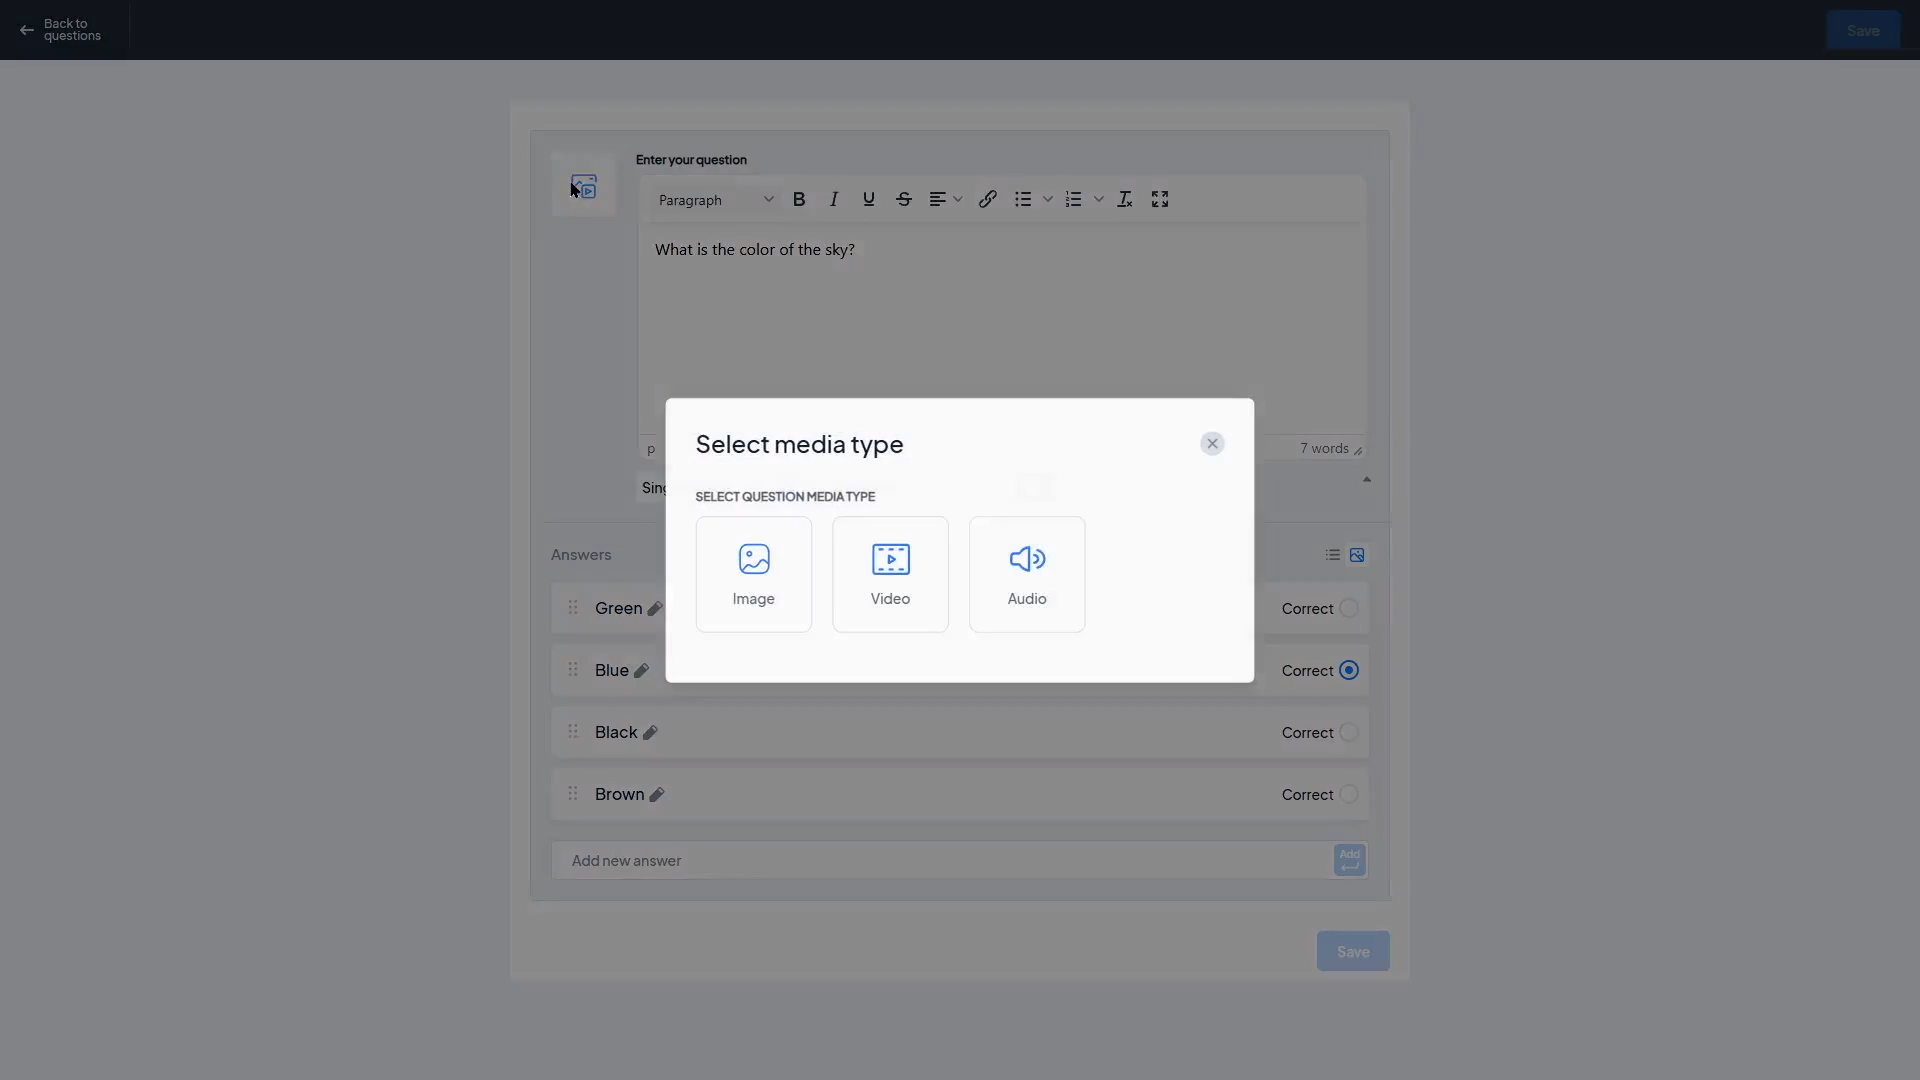 Back to
questions
Save
Enter your question
Paragraph
What is the color of the sky?
p
7 words
Select media type
SELECT QUESTION MEDIA TYPE
Image
Video
Audio
Answers
Green
Correct
Blue
Correct
Black
Correct
Brown
Correct
Add new answer
Add
Save